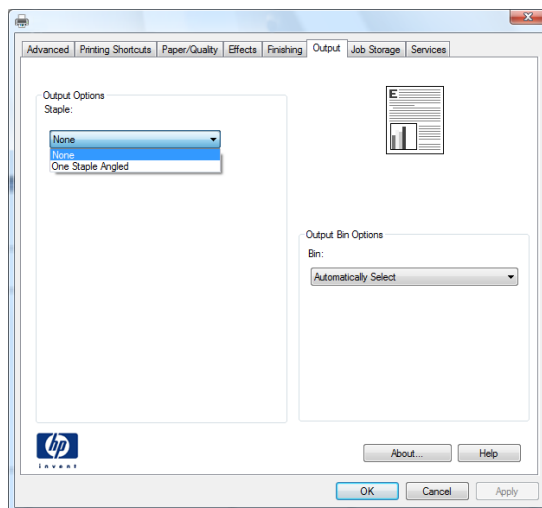 Advanced Printing Shortcuts Paper/Quality Effects Finishing Output Job Storage Services
Output Options
Staple:
None
None
One Staple Angled
E
Output Bin Options
Bin:
Automatically Select
hp
invent
About... Help
OK Cancel Apply